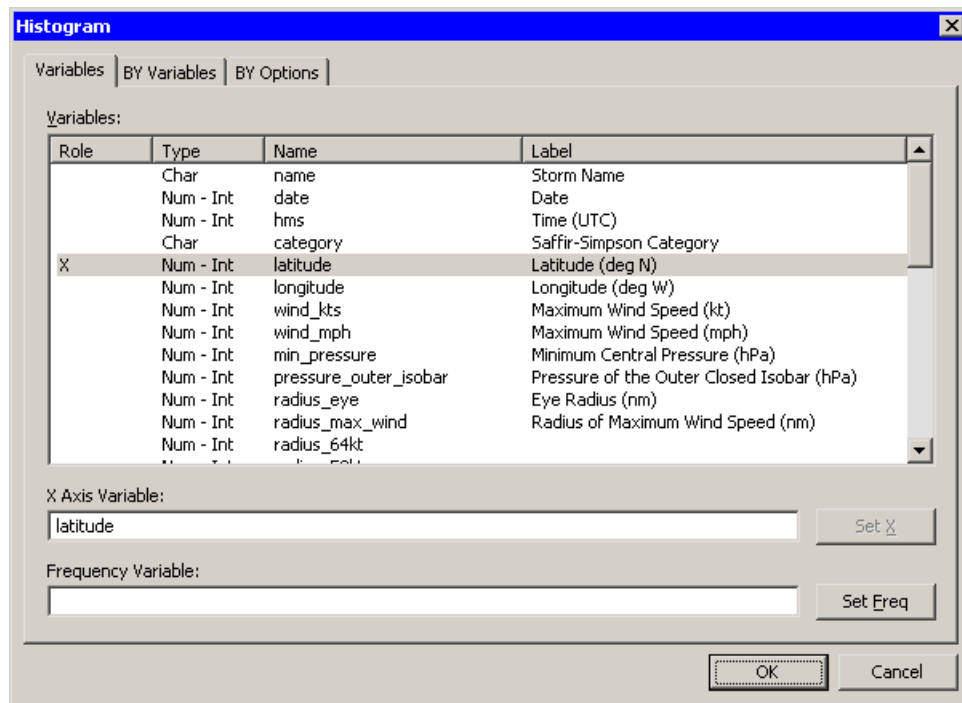 Histogram
Variables BY Variables BY Options
Variables:
Role Type Name Label
Char name Storm Name
Num - Int date Date
Num - Int hms Time (UTC)
Char category Saffir-Simpson Category
X Num - Int latitude Latitude (deg N)
Num - Int longitude Longitude (deg W)
Num - Int wind_kts Maximum Wind Speed (kt)
Num - Int wind_mph Maximum Wind Speed (mph)
Num - Int min_pressure Minimum Central Pressure (hPa)
Num - Int pressure_outer_isobar Pressure of the Outer Closed Isobar (hPa)
Num - Int radius_eye Eye Radius (nm)
Num - Int radius_max_wind Radius of Maximum Wind Speed (nm)
Num - Int radius_64kt
X Axis Variable:
latitude Set X
Frequency Variable:
Set Freq
OK Cancel